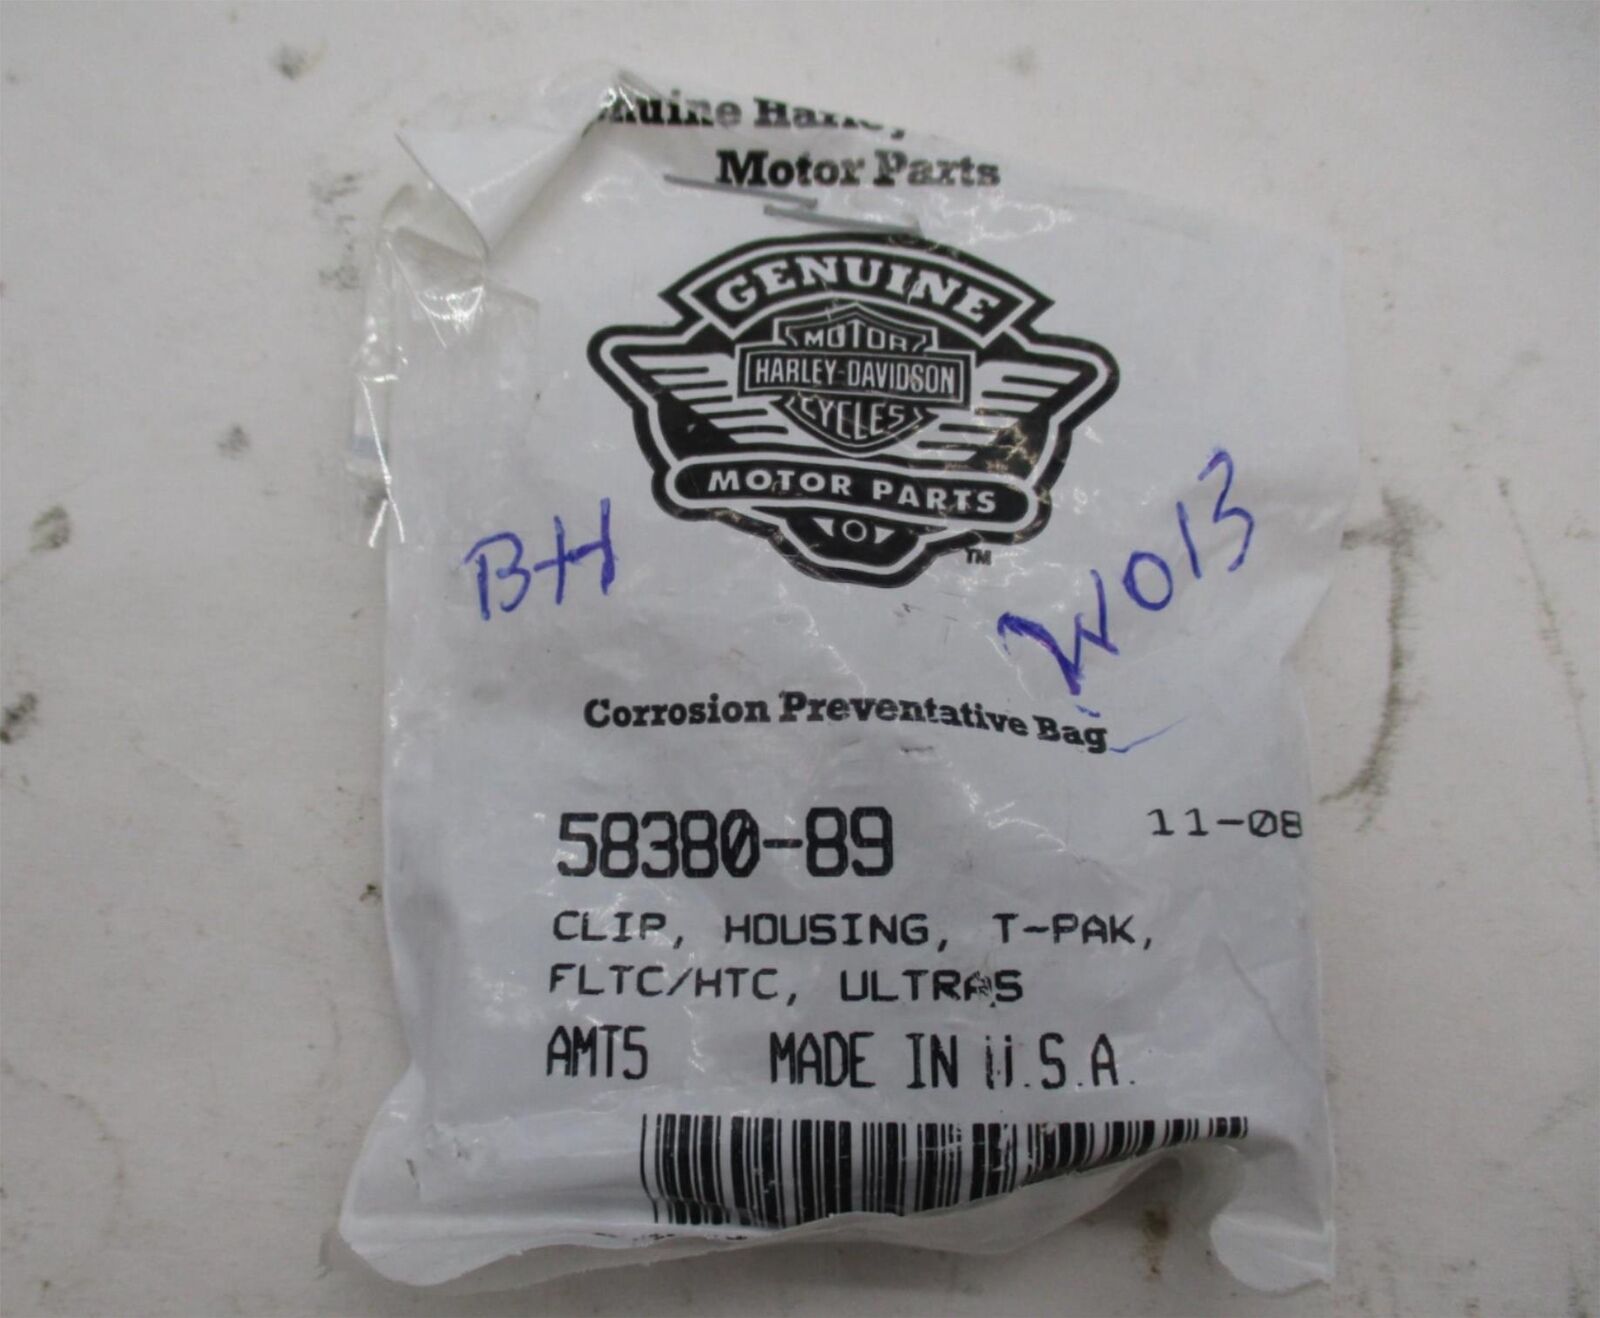 Motor Parts
GENUINE
MOTOR
HARLEY-DAVIDSON
CYCLES
MOTOR PARTS
TM
BH
W013
Corrosion Preventative Bag
58380-89
11-08
CLIP, HOUSING, T-PAK,
FLTC/HTC, ULTRAS
AMT5 MADE IN U.S.A.